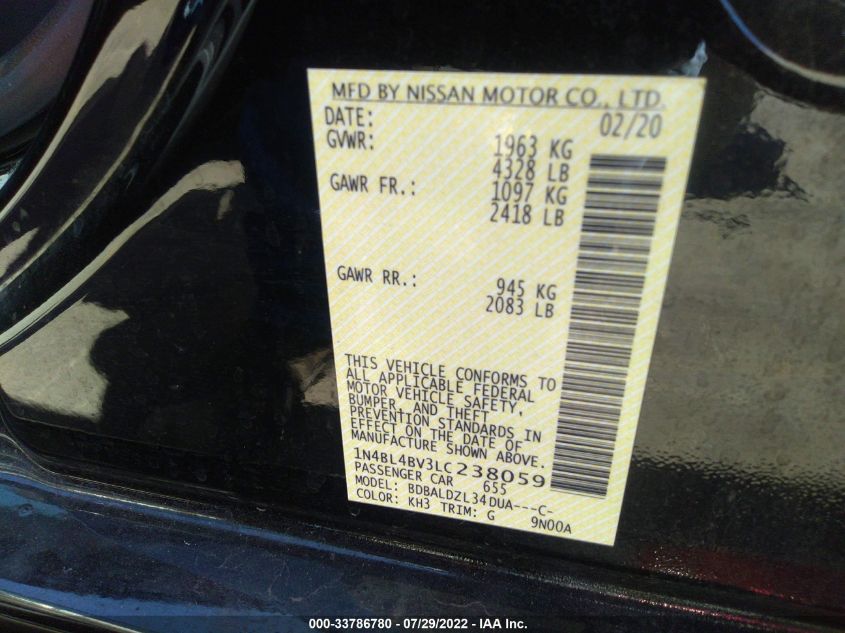 MFD BY NISSAN MOTOR CO., LTD.
DATE: 02/20
GVWR: 1963 KG
4328 LB
GAWR FR.: 1097 KG
2418 LB
GAWR RR.: 945 KG
2083 LB
THIS VEHICLE CONFORMS TO
ALL APPLICABLE FEDERAL
MOTOR VEHICLE SAFETY,
BUMPER, AND THEFT
PREVENTION STANDARDS IN
EFFECT ON THE DATE OF
MANUFACTURE SHOWN ABOVE.
1N4BL4BV3LC238059
PASSENGER CAR 655
MODEL: BDBALDZL34DUA---C-
COLOR: KH3 TRIM: G 9N00A
000-33786780 - 07/29/2022 - IAA Inc.